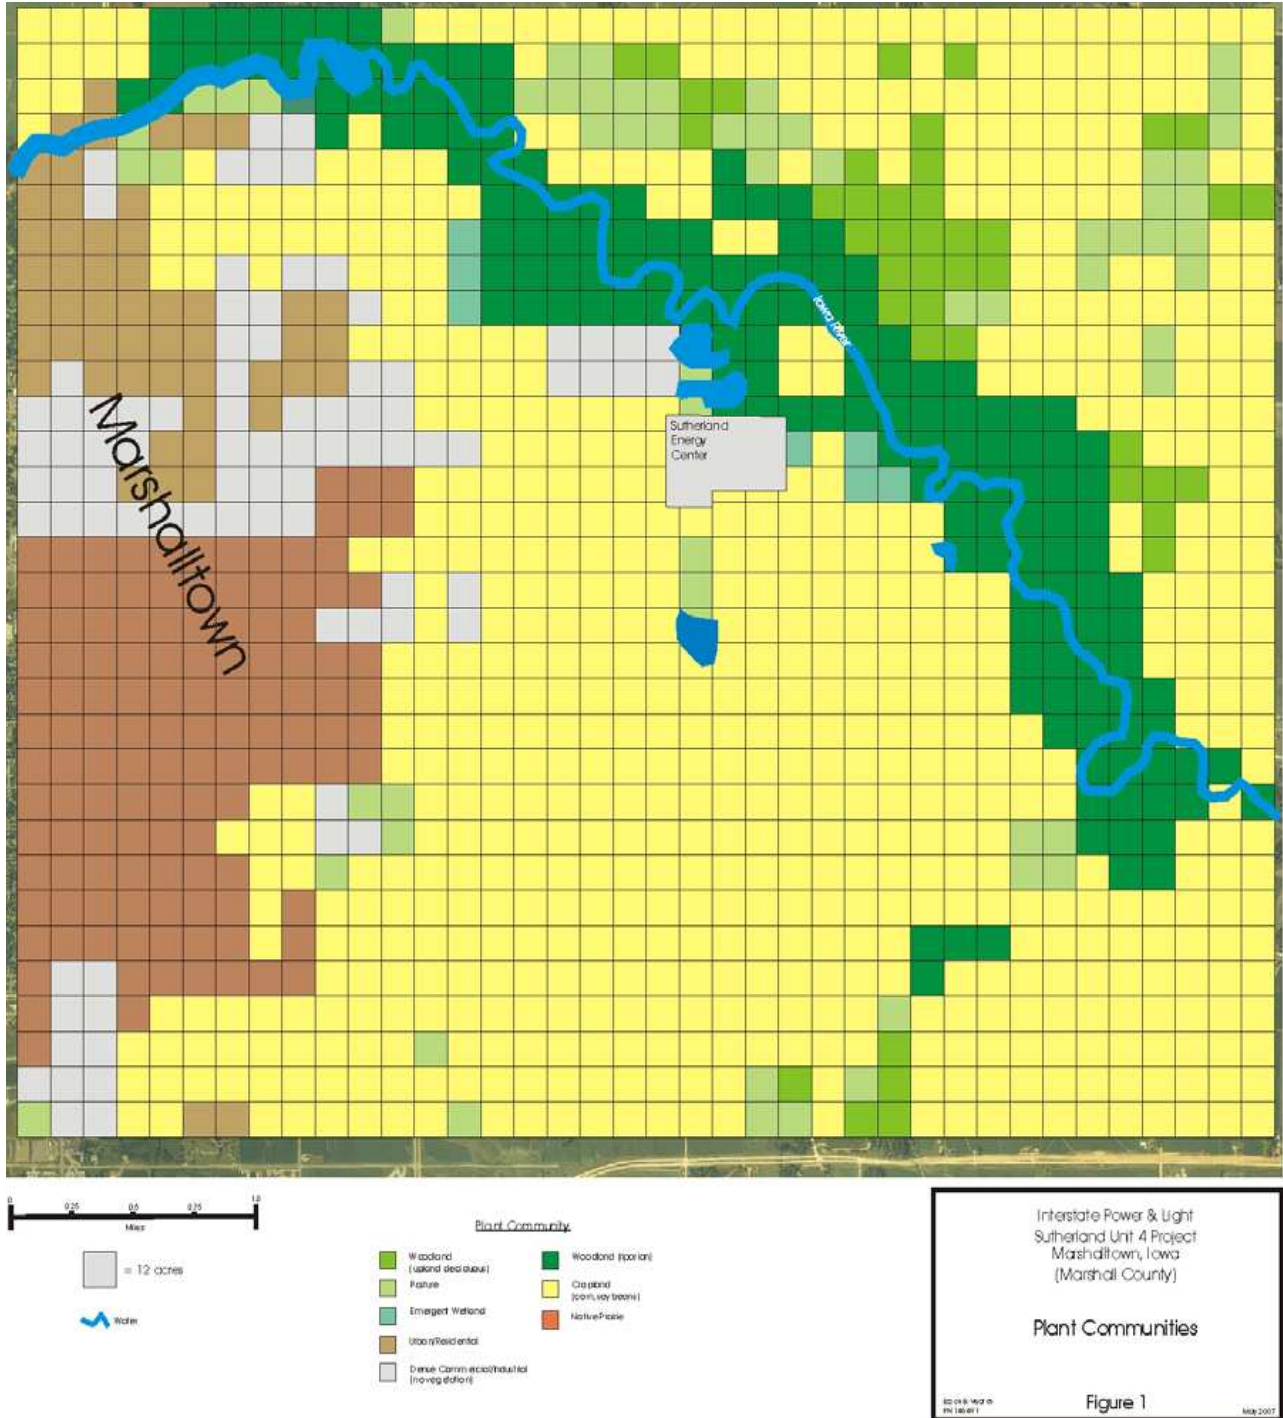 Iowa River
Sutherland
Energy
Center
Marshalltown
0 0.25 0.5 0.75 1.0
Miles
= 12 acres
Water
Plant Community
Woodland
(upland deciduous)
Pasture
Emergent Wetland
Urban/Residential
Dense Commercial/Industrial
(no vegetation)
Woodland (riparian)
Cropland
(corn, soy beans)
Native Prairie
Interstate Power & Light
Sutherland Unit 4 Project
Marshalltown, Iowa
(Marshall County)
Plant Communities
Figure 1
May 2007